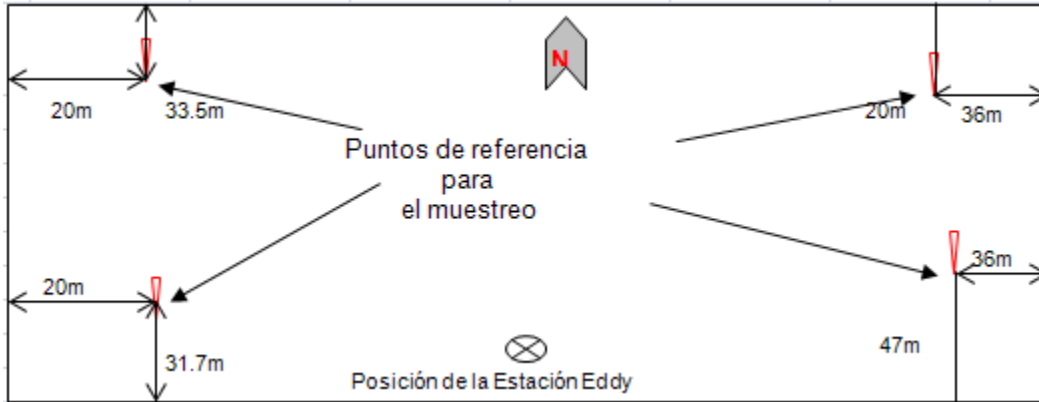 N
20m
33.5m
20m
36m
Puntos de referencia
para
el muestreo
20m
36m
31.7m
47m
Posición de la Estación Eddy